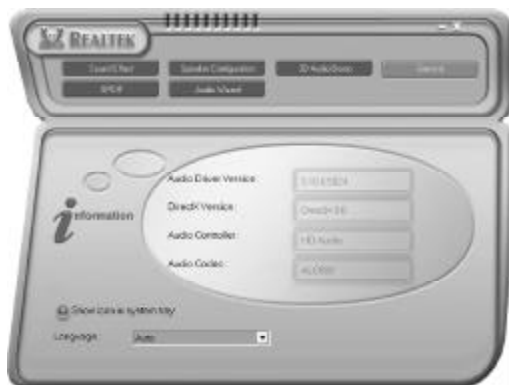 REALTEK
Sound Effect Speaker Configuration 3D Audio Demo General
S/PDIF Audio Wizard
Information
Audio Driver Version:
DirectX Version:
Audio Controller: HD Audio
Audio Codec:
Show icon in system tray
Language: Auto